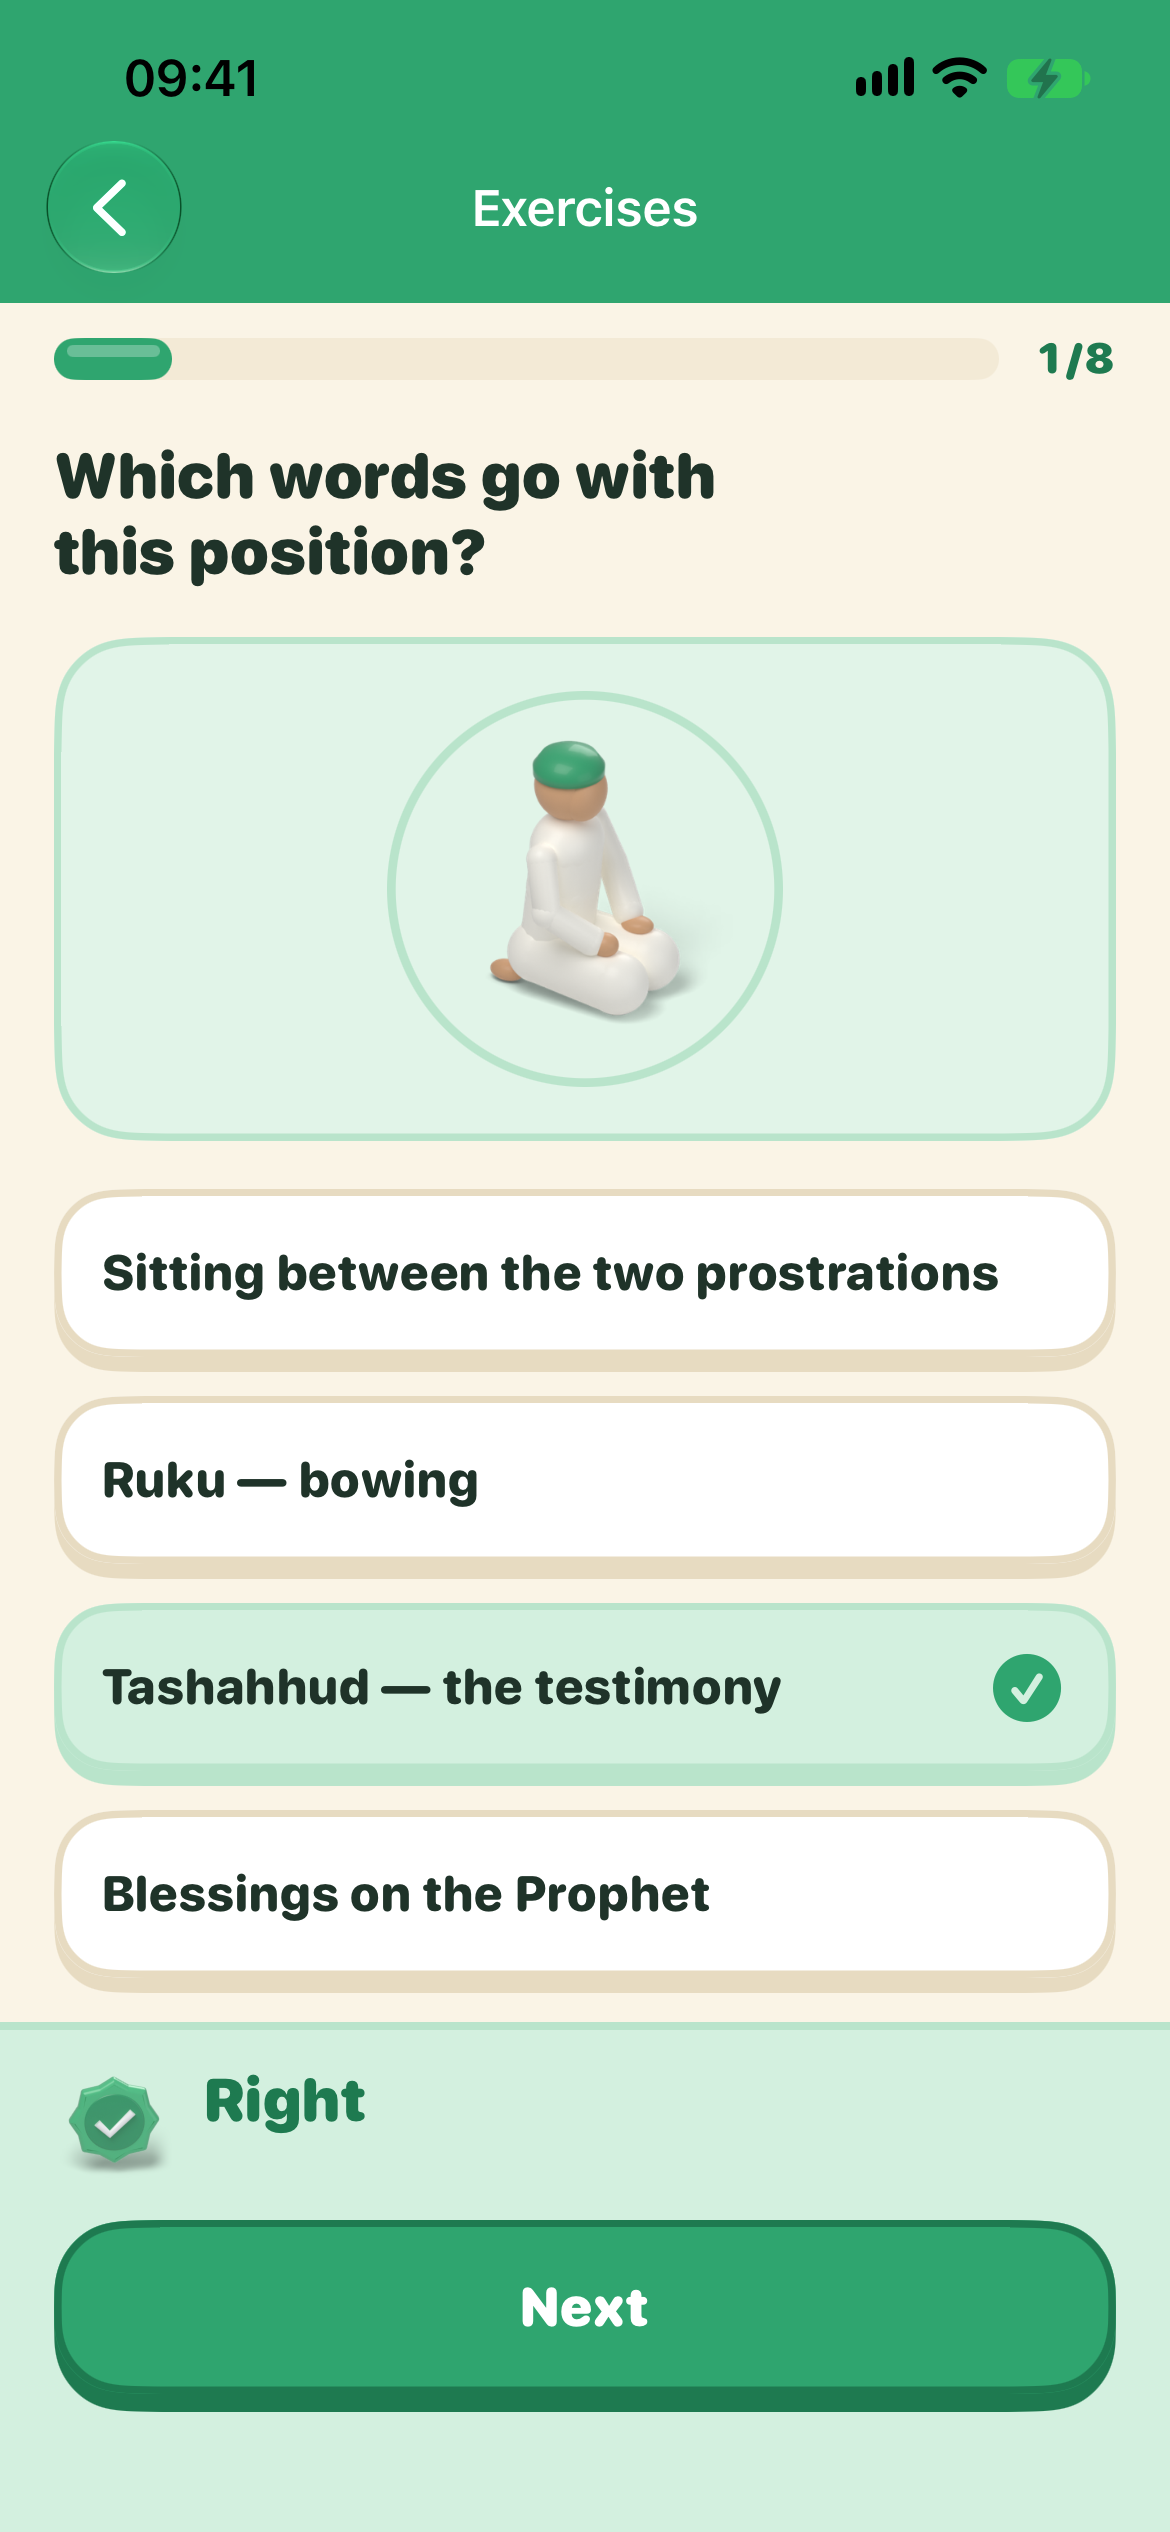 09:41
Exercises
1/8
Which words go with
this position?
Sitting between the two prostrations
Ruku — bowing
Tashahhud — the testimony
Blessings on the Prophet
Right
Next